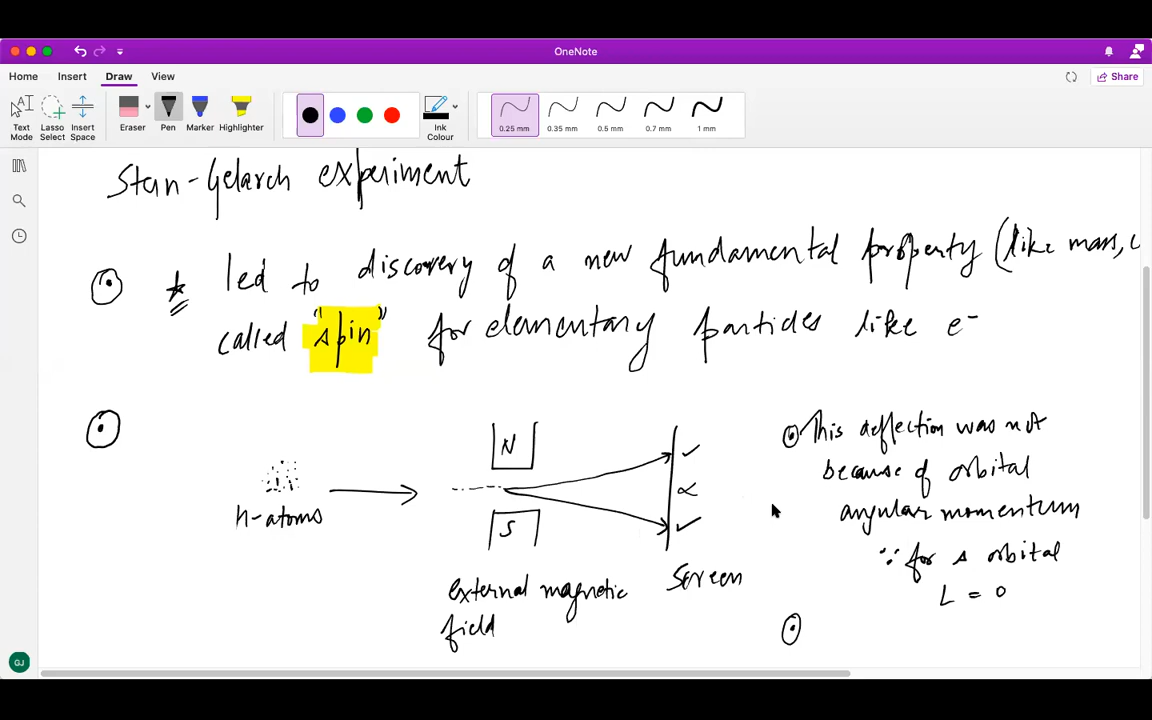 OneNote
Home Insert Draw View
Share
Text Mode
Lasso Select
Insert Space
Eraser
Pen
Marker
Highlighter
Ink Colour
0.25 mm
0.35 mm
0.5 mm
0.7 mm
1 mm
Stern-Gelarch experiment
led to discovery of a new fundamental property (like mass, c
called "spin" for elementary particles like e-
N
S
H-atoms
external magnetic
field
Screen
This deflection was not
because of orbital
angular momentum
∵ for s orbital
L = 0
GJ